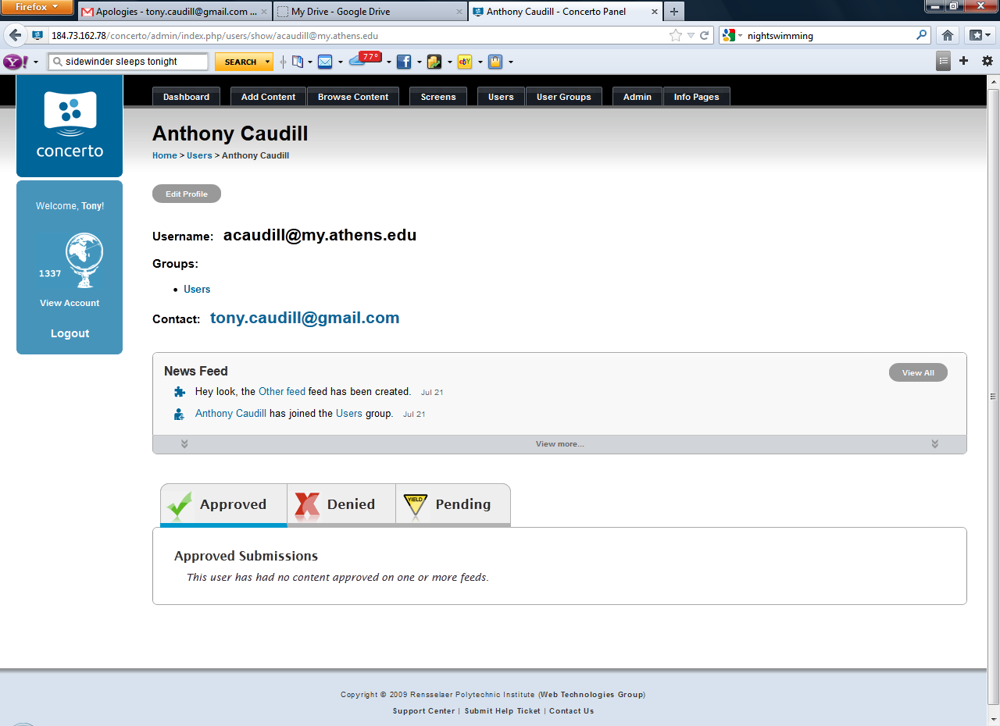 Firefox
Apologies - tony.caudill@gmail.com ...
My Drive - Google Drive
Anthony Caudill - Concerto Panel
184.73.162.78/concerto/admin/index.php/users/show/acaudill@my.athens.edu
nightswimming
Y!
sidewinder sleeps tonight
SEARCH
77°
f
eBY
concerto
Dashboard
Add Content
Browse Content
Screens
Users
User Groups
Admin
Info Pages
Anthony Caudill
Home > Users > Anthony Caudill
Edit Profile
Welcome, Tony!
1337
View Account
Logout
Username: acaudill@my.athens.edu
Groups:
Users
Contact: tony.caudill@gmail.com
News Feed
View All
Hey look, the Other feed feed has been created. Jul 21
Anthony Caudill has joined the Users group. Jul 21
View more...
Approved
Denied
YIELD
Pending
Approved Submissions
This user has had no content approved on one or more feeds.
Copyright © 2009 Rensselaer Polytechnic Institute (Web Technologies Group)
Support Center | Submit Help Ticket | Contact Us